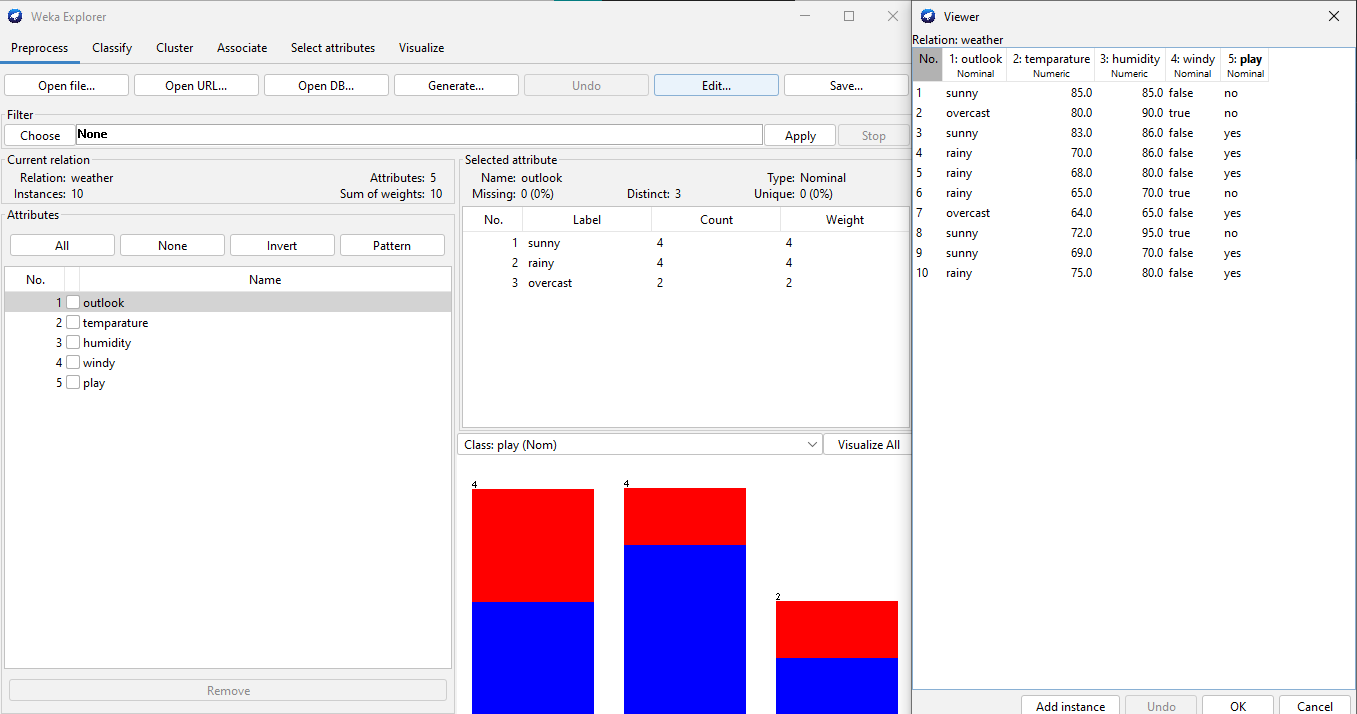 Weka Explorer
Preprocess Classify Cluster Associate Select attributes Visualize
Open file... Open URL... Open DB... Generate... Undo Edit... Save...
Filter
Choose None Apply Stop
Current relation
Relation: weather Attributes: 5
Instances: 10 Sum of weights: 10
Attributes
All None Invert Pattern
No. Name
1 outlook
2 temparature
3 humidity
4 windy
5 play
Remove
Selected attribute
Name: outlook Type: Nominal
Missing: 0 (0%) Distinct: 3 Unique: 0 (0%)
No. Label Count Weight
1 sunny 4 4
2 rainy 4 4
3 overcast 2 2
Class: play (Nom) Visualize All
4 4 2
Viewer
Relation: weather
No. 1: outlook 2: temparature 3: humidity 4: windy 5: play
Nominal Numeric Numeric Nominal Nominal
1 sunny 85.0 85.0 false no
2 overcast 80.0 90.0 true no
3 sunny 83.0 86.0 false yes
4 rainy 70.0 86.0 false yes
5 rainy 68.0 80.0 false yes
6 rainy 65.0 70.0 true no
7 overcast 64.0 65.0 false yes
8 sunny 72.0 95.0 true no
9 sunny 69.0 70.0 false yes
10 rainy 75.0 80.0 false yes
Add instance Undo OK Cancel